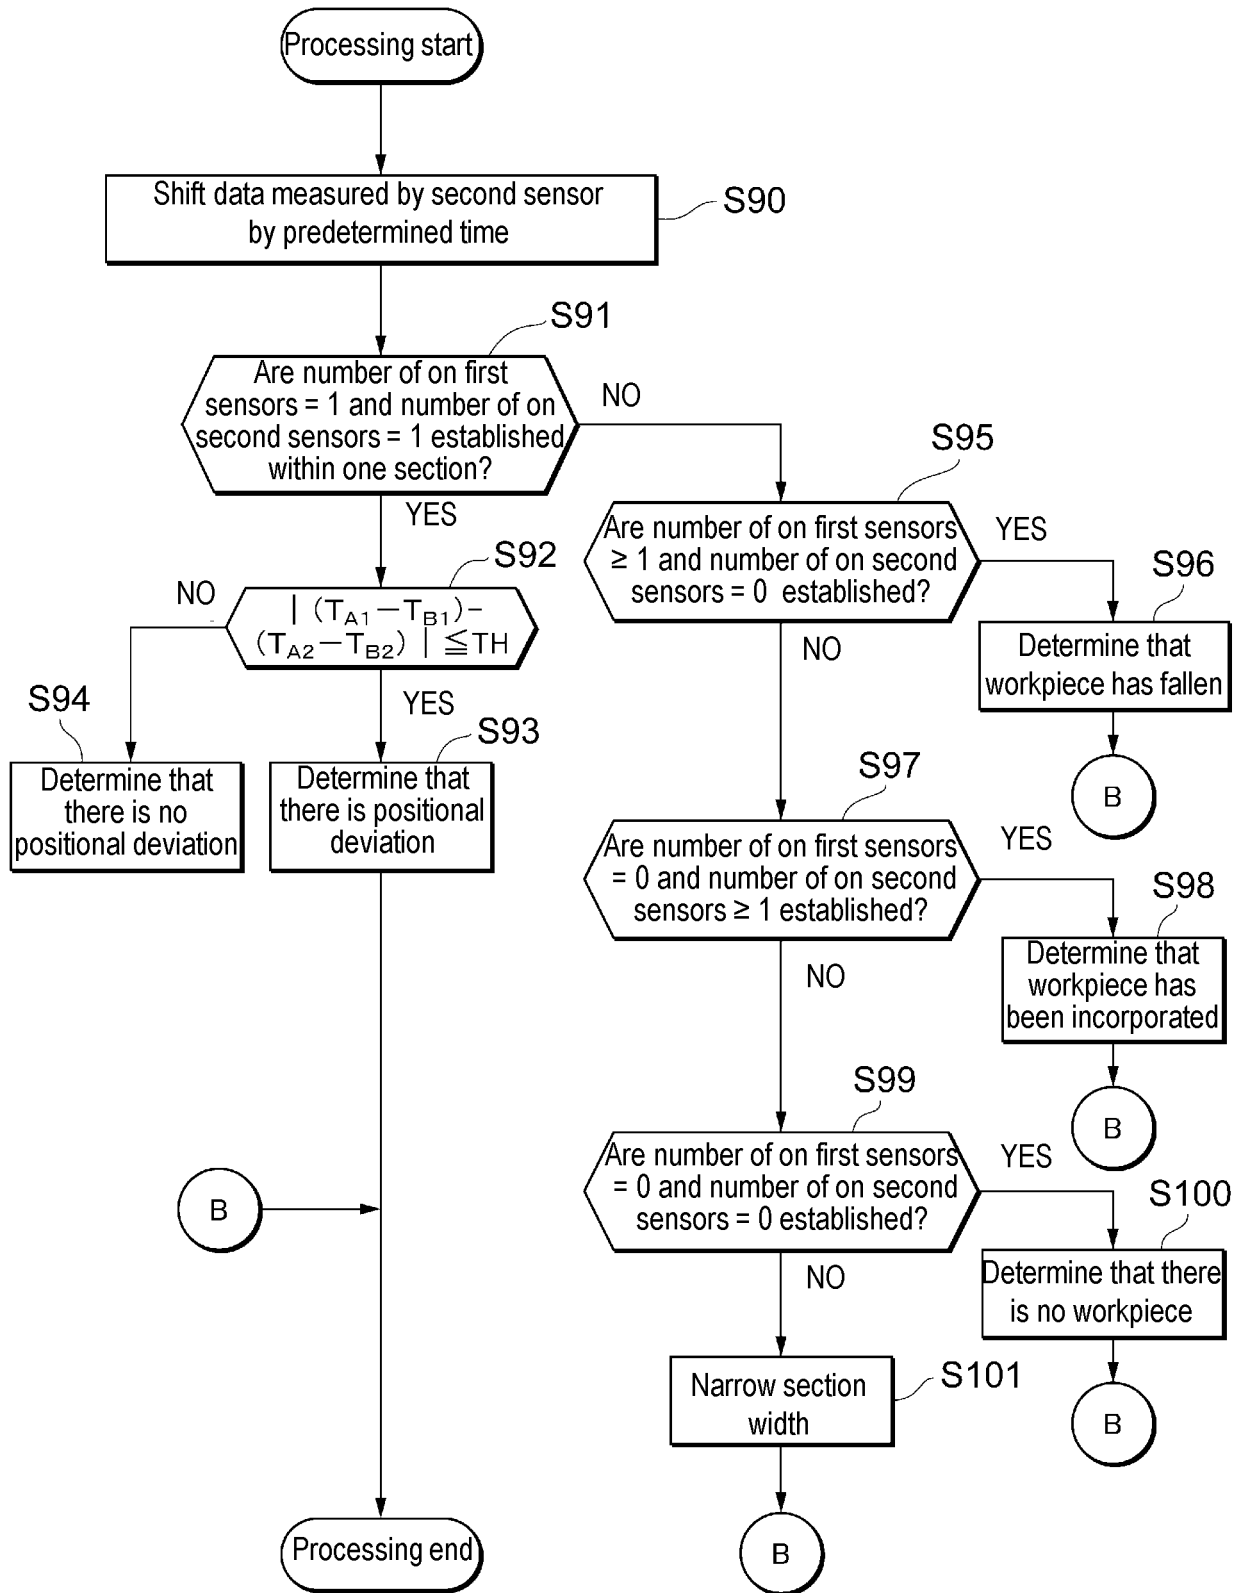 Processing start
Shift data measured by second sensor
by predetermined time
S90
S91
Are number of on first
sensors = 1 and number of on
second sensors = 1 established
within one section?
NO
YES
S92
| (TA1−TB1)−
(TA2−TB2) | ≦TH
NO
YES
S94
Determine that
there is no
positional deviation
S93
Determine that
there is positional
deviation
S95
Are number of on first sensors
≥ 1 and number of on second
sensors = 0 established?
YES
NO
S96
Determine that
workpiece has fallen
B
S97
Are number of on first sensors
= 0 and number of on second
sensors ≥ 1 established?
YES
NO
S98
Determine that
workpiece has
been incorporated
B
S99
Are number of on first sensors
= 0 and number of on second
sensors = 0 established?
YES
NO
S100
Determine that there
is no workpiece
B
S101
Narrow section
width
B
B
Processing end